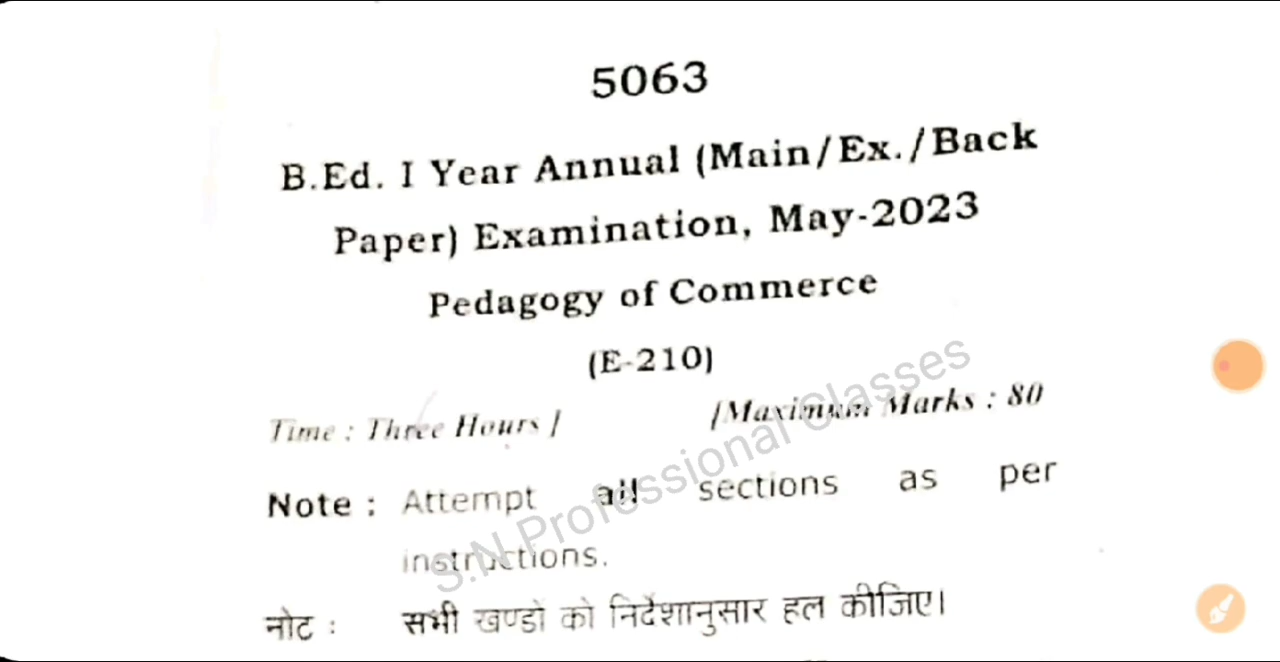 5063
B.Ed. I Year Annual (Main/Ex./Back
Paper) Examination, May-2023
Pedagogy of Commerce
(E-210)
Time : Three Hours ] [Maximum Marks : 80
Note : Attempt all sections as per
instructions.
नोट : सभी खण्डों को निर्देशानुसार हल कीजिए।
S.N.Professional Classes